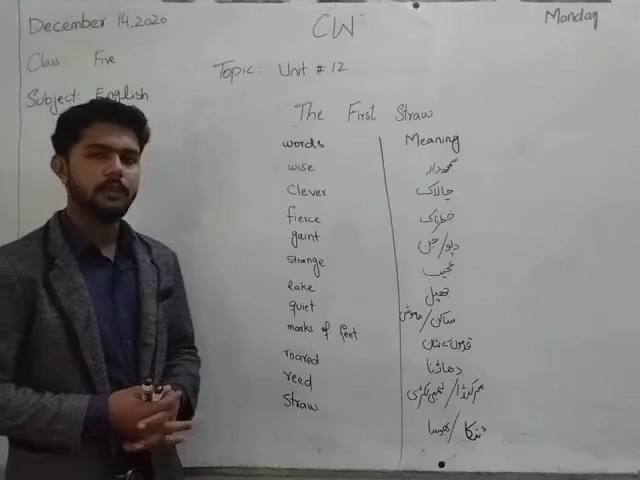 December 14, 2020 CW Monday
Class: Five
Topic: Unit # 12
Subject: English
The First Straw
words Meaning
wise سمجھدار
Clever چالاک
fierce خطرناک
gaint دیو/جن
strange عجیب
lake جھیل
quiet ساکن/خاموش
marks of feet قدموں کے نشان
roared دھاڑنا
reed سرکنڈا/لمبی لکڑی
Straw تنکا/بھوسا